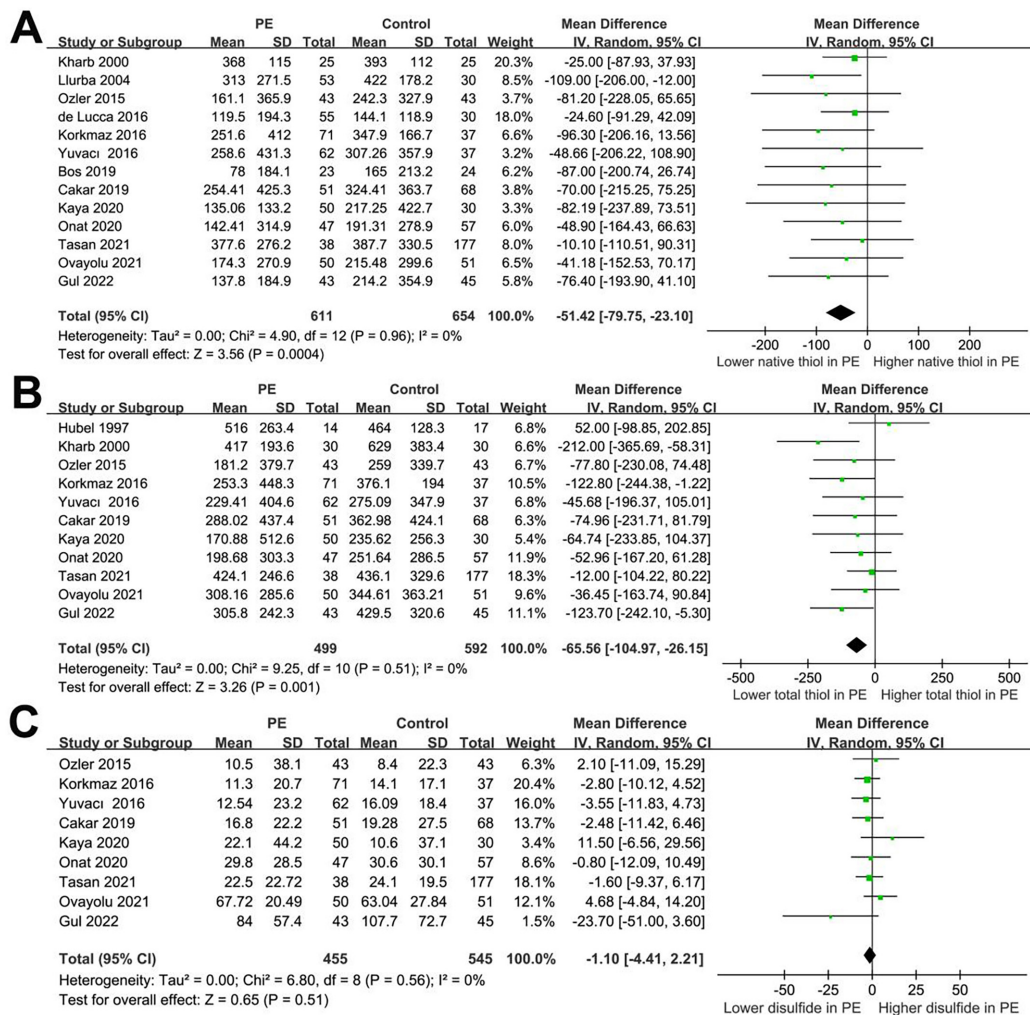 A
PE Control Mean Difference Mean Difference
Study or Subgroup Mean SD Total Mean SD Total Weight IV, Random, 95% CI IV, Random, 95% CI
Kharb 2000 368 115 25 393 112 25 20.3% -25.00 [-87.93, 37.93]
Llurba 2004 313 271.5 53 422 178.2 30 8.5% -109.00 [-206.00, -12.00]
Ozler 2015 161.1 365.9 43 242.3 327.9 43 3.7% -81.20 [-228.05, 65.65]
de Lucca 2016 119.5 194.3 55 144.1 118.9 30 18.0% -24.60 [-91.29, 42.09]
Korkmaz 2016 251.6 412 71 347.9 166.7 37 6.6% -96.30 [-206.16, 13.56]
Yuvacı 2016 258.6 431.3 62 307.26 357.9 37 3.2% -48.66 [-206.22, 108.90]
Bos 2019 78 184.1 23 165 213.2 24 6.2% -87.00 [-200.74, 26.74]
Cakar 2019 254.41 425.3 51 324.41 363.7 68 3.8% -70.00 [-215.25, 75.25]
Kaya 2020 135.06 133.2 50 217.25 422.7 30 3.3% -82.19 [-237.89, 73.51]
Onat 2020 142.41 314.9 47 191.31 278.9 57 6.0% -48.90 [-164.43, 66.63]
Tasan 2021 377.6 276.2 38 387.7 330.5 177 8.0% -10.10 [-110.51, 90.31]
Ovayolu 2021 174.3 270.9 50 215.48 299.6 51 6.5% -41.18 [-152.53, 70.17]
Gul 2022 137.8 184.9 43 214.2 354.9 45 5.8% -76.40 [-193.90, 41.10]
Total (95% CI) 611 654 100.0% -51.42 [-79.75, -23.10]
Heterogeneity: Tau² = 0.00; Chi² = 4.90, df = 12 (P = 0.96); I² = 0%
Test for overall effect: Z = 3.56 (P = 0.0004)
-200 -100 0 100 200
Lower native thiol in PE Higher native thiol in PE
B
PE Control Mean Difference Mean Difference
Study or Subgroup Mean SD Total Mean SD Total Weight IV, Random, 95% CI IV, Random, 95% CI
Hubel 1997 516 263.4 14 464 128.3 17 6.8% 52.00 [-98.85, 202.85]
Kharb 2000 417 193.6 30 629 383.4 30 6.6% -212.00 [-365.69, -58.31]
Ozler 2015 181.2 379.7 43 259 339.7 43 6.7% -77.80 [-230.08, 74.48]
Korkmaz 2016 253.3 448.3 71 376.1 194 37 10.5% -122.80 [-244.38, -1.22]
Yuvacı 2016 229.41 404.6 62 275.09 347.9 37 6.8% -45.68 [-196.37, 105.01]
Cakar 2019 288.02 437.4 51 362.98 424.1 68 6.3% -74.96 [-231.71, 81.79]
Kaya 2020 170.88 512.6 50 235.62 256.3 30 5.4% -64.74 [-233.85, 104.37]
Onat 2020 198.68 303.3 47 251.64 286.5 57 11.9% -52.96 [-167.20, 61.28]
Tasan 2021 424.1 246.6 38 436.1 329.6 177 18.3% -12.00 [-104.22, 80.22]
Ovayolu 2021 308.16 285.6 50 344.61 363.21 51 9.6% -36.45 [-163.74, 90.84]
Gul 2022 305.8 242.3 43 429.5 320.6 45 11.1% -123.70 [-242.10, -5.30]
Total (95% CI) 499 592 100.0% -65.56 [-104.97, -26.15]
Heterogeneity: Tau² = 0.00; Chi² = 9.25, df = 10 (P = 0.51); I² = 0%
Test for overall effect: Z = 3.26 (P = 0.001)
-500 -250 0 250 500
Lower total thiol in PE Higher total thiol in PE
C
PE Control Mean Difference Mean Difference
Study or Subgroup Mean SD Total Mean SD Total Weight IV, Random, 95% CI IV, Random, 95% CI
Ozler 2015 10.5 38.1 43 8.4 22.3 43 6.3% 2.10 [-11.09, 15.29]
Korkmaz 2016 11.3 20.7 71 14.1 17.1 37 20.4% -2.80 [-10.12, 4.52]
Yuvacı 2016 12.54 23.2 62 16.09 18.4 37 16.0% -3.55 [-11.83, 4.73]
Cakar 2019 16.8 22.2 51 19.28 27.5 68 13.7% -2.48 [-11.42, 6.46]
Kaya 2020 22.1 44.2 50 10.6 37.1 30 3.4% 11.50 [-6.56, 29.56]
Onat 2020 29.8 28.5 47 30.6 30.1 57 8.6% -0.80 [-12.09, 10.49]
Tasan 2021 22.5 22.72 38 24.1 19.5 177 18.1% -1.60 [-9.37, 6.17]
Ovayolu 2021 67.72 20.49 50 63.04 27.84 51 12.1% 4.68 [-4.84, 14.20]
Gul 2022 84 57.4 43 107.7 72.7 45 1.5% -23.70 [-51.00, 3.60]
Total (95% CI) 455 545 100.0% -1.10 [-4.41, 2.21]
Heterogeneity: Tau² = 0.00; Chi² = 6.80, df = 8 (P = 0.56); I² = 0%
Test for overall effect: Z = 0.65 (P = 0.51)
-50 -25 0 25 50
Lower disulfide in PE Higher disulfide in PE